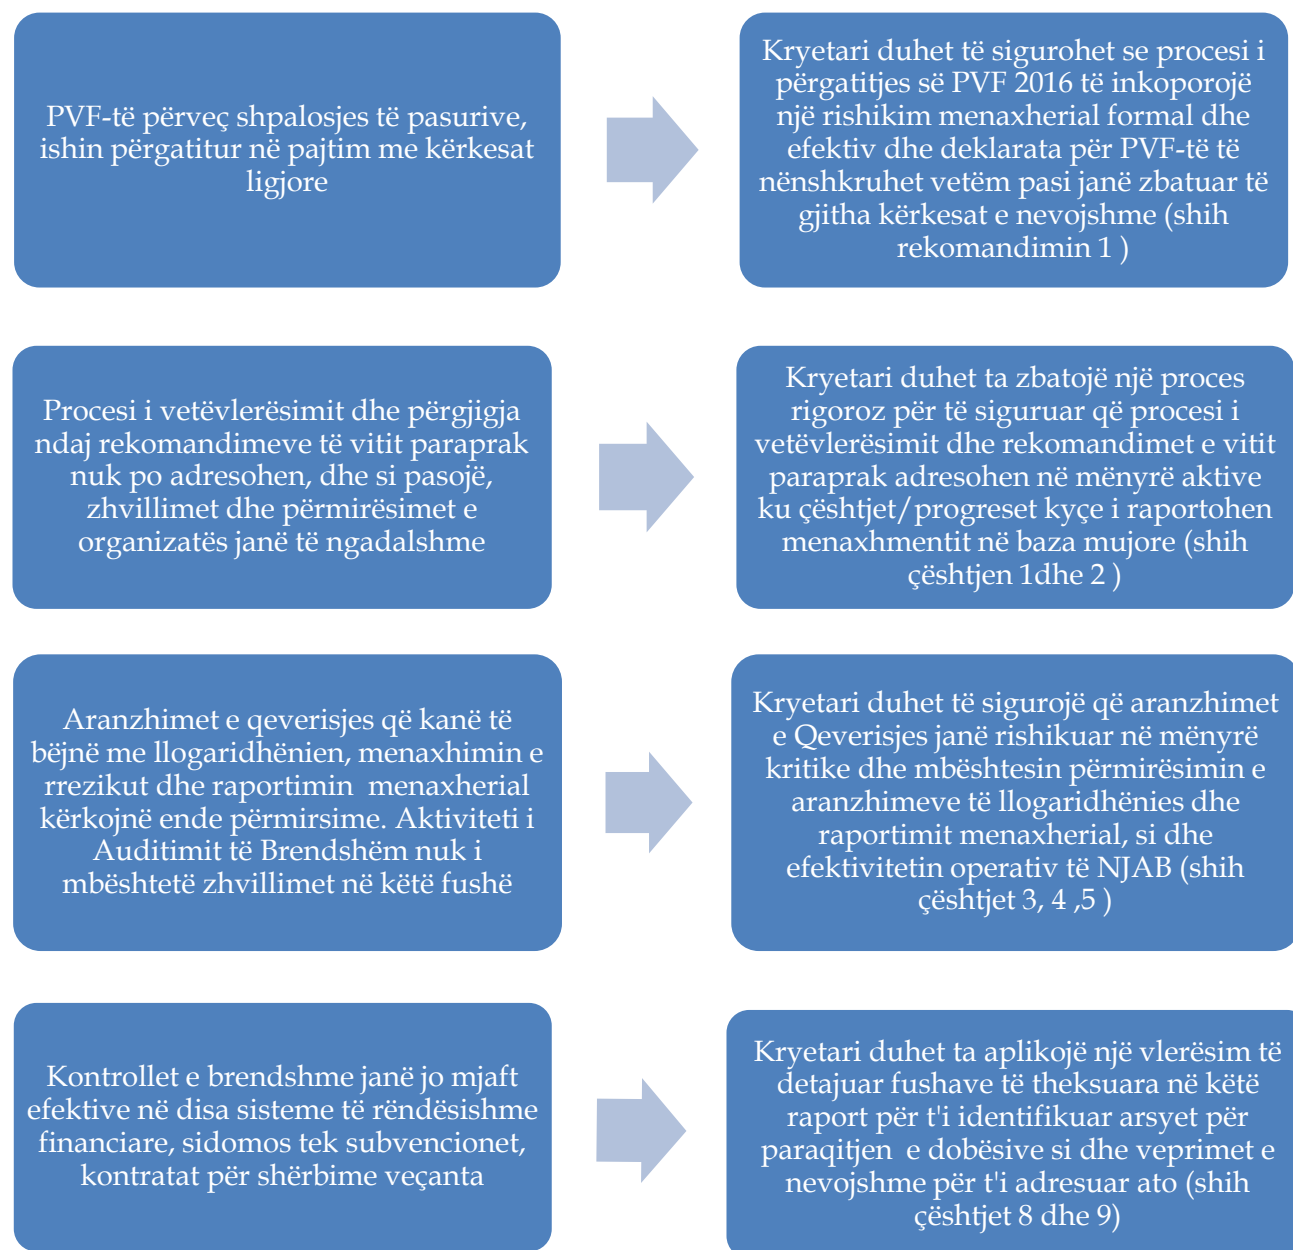 PVF-të përveç shpalosjes të pasurive,
ishin përgatitur në pajtim me kërkesat
ligjore
Kryetari duhet të sigurohet se procesi i
përgatitjes së PVF 2016 të inkoporojë
një rishikim menaxherial formal dhe
efektiv dhe deklarata për PVF-të të
nënshkruhet vetëm pasi janë zbatuar të
gjitha kërkesat e nevojshme (shih
rekomandimin 1 )
Procesi i vetëvlerësimit dhe përgjigja
ndaj rekomandimeve të vitit paraprak
nuk po adresohen, dhe si pasojë,
zhvillimet dhe përmirësimet e
organizatës janë të ngadalshme
Kryetari duhet ta zbatojë një proces
rigoroz për të siguruar që procesi i
vetëvlerësimit dhe rekomandimet e vitit
paraprak adresohen në mënyrë aktive
ku çështjet/progreset kyçe i raportohen
menaxhmentit në baza mujore (shih
çështjen 1dhe 2 )
Aranzhimet e qeverisjes që kanë të
bëjnë me llogaridhënien, menaxhimin e
rrezikut dhe raportimin  menaxherial
kërkojnë ende përmirsime. Aktiviteti i
Auditimit të Brendshëm nuk i
mbështetë zhvillimet në këtë fushë
Kryetari duhet të sigurojë që aranzhimet
e Qeverisjes janë rishikuar në mënyrë
kritike dhe mbështesin përmirësimin e
aranzhimeve të llogaridhënies dhe
raportimit menaxherial, si dhe
efektivitetin operativ të NJAB (shih
çështjet 3, 4 ,5 )
Kontrollet e brendshme janë jo mjaft
efektive në disa sisteme të rëndësishme
financiare, sidomos tek subvencionet,
kontratat për shërbime veçanta
Kryetari duhet ta aplikojë një vlerësim të
detajuar fushave të theksuara në këtë
raport për t'i identifikuar arsyet për
paraqitjen  e dobësive si dhe veprimet e
nevojshme për t'i adresuar ato (shih
çështjet 8 dhe 9)